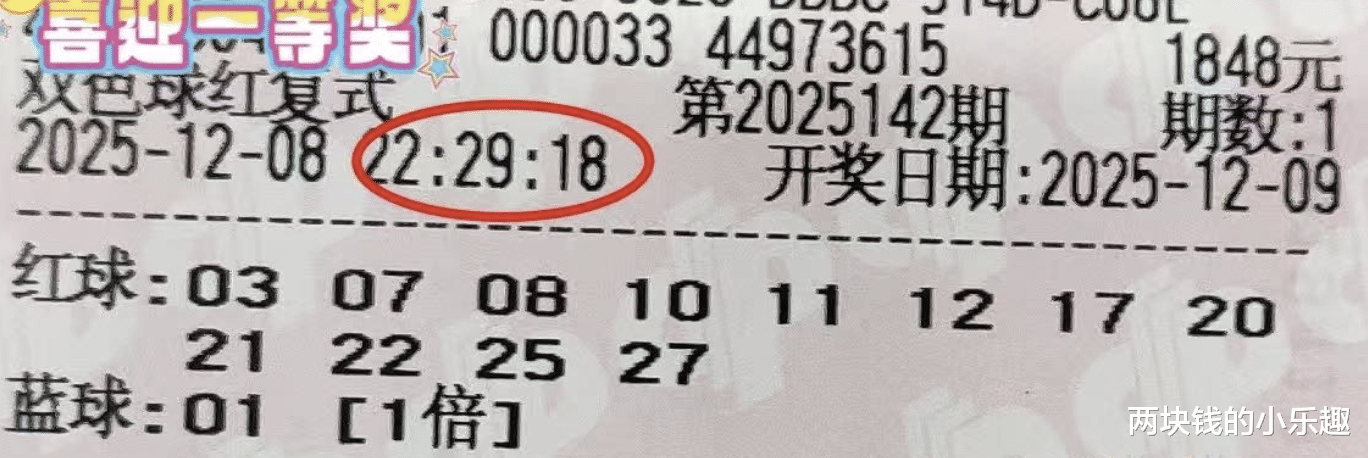 喜迎一等奖
000033 44973615 1848元
双色球红复式 第2025142期 期数:1
2025-12-08 22:29:18 开奖日期:2025-12-09
红球:03 07 08 10 11 12 17 20
21 22 25 27
蓝球:01 [1倍]
两块钱的小乐趣